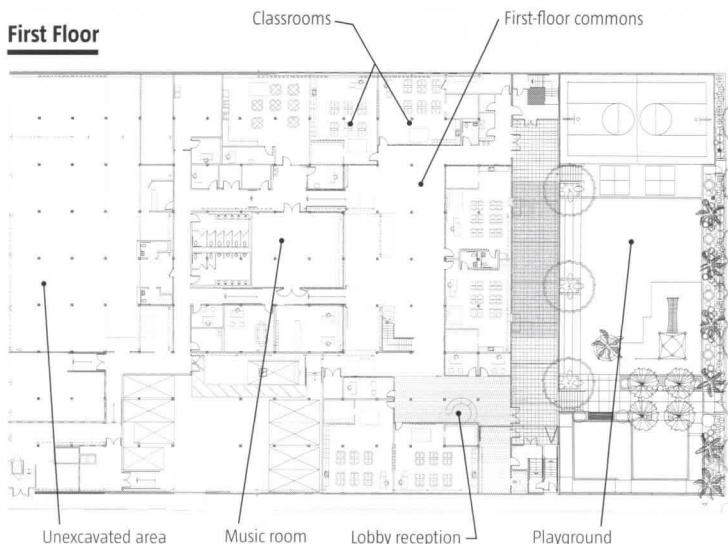 First Floor
Classrooms
First-floor commons
Unexcavated area
Music room
Lobby reception
Playground